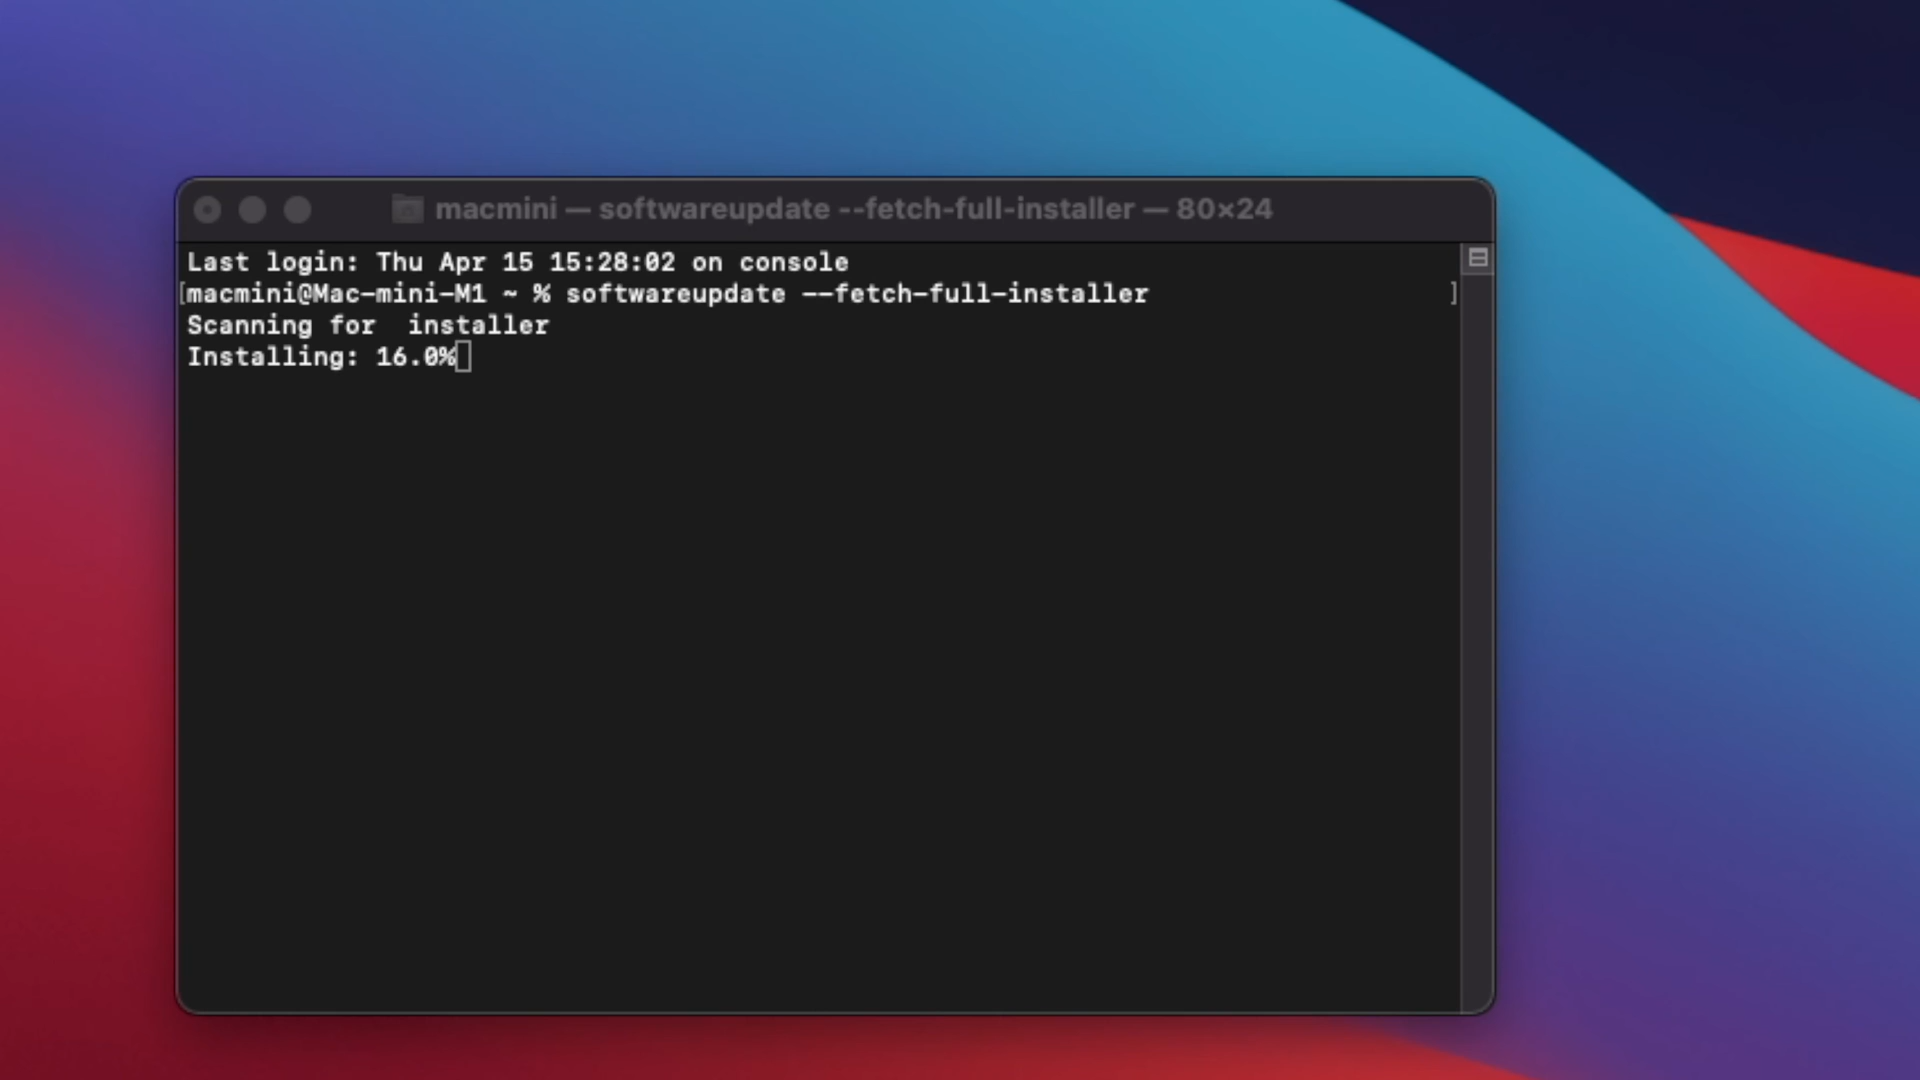 macmini — softwareupdate --fetch-full-installer — 80×24
Last login: Thu Apr 15 15:28:02 on console
[macmini@Mac-mini-M1 ~ % softwareupdate --fetch-full-installer ]
Scanning for  installer
Installing: 16.0%